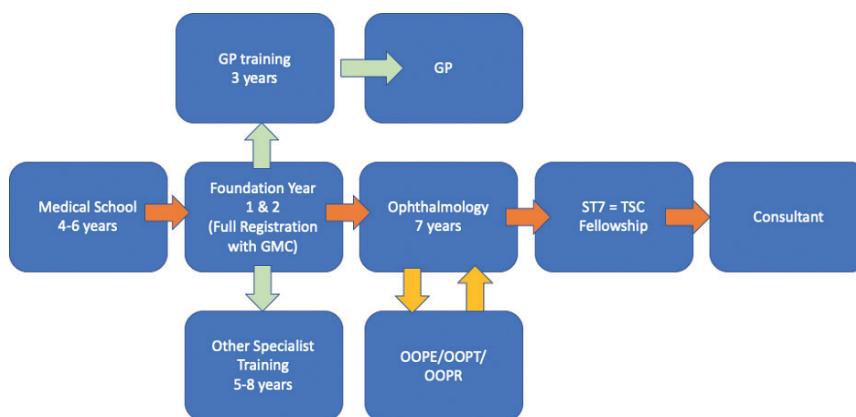 GP training
3 years
GP
Medical School
4-6 years
Foundation Year
1 & 2
(Full Registration
with GMC)
Ophthalmology
7 years
ST7 = TSC
Fellowship
Consultant
Other Specialist
Training
5-8 years
OOPE/OOPT/
OOPR